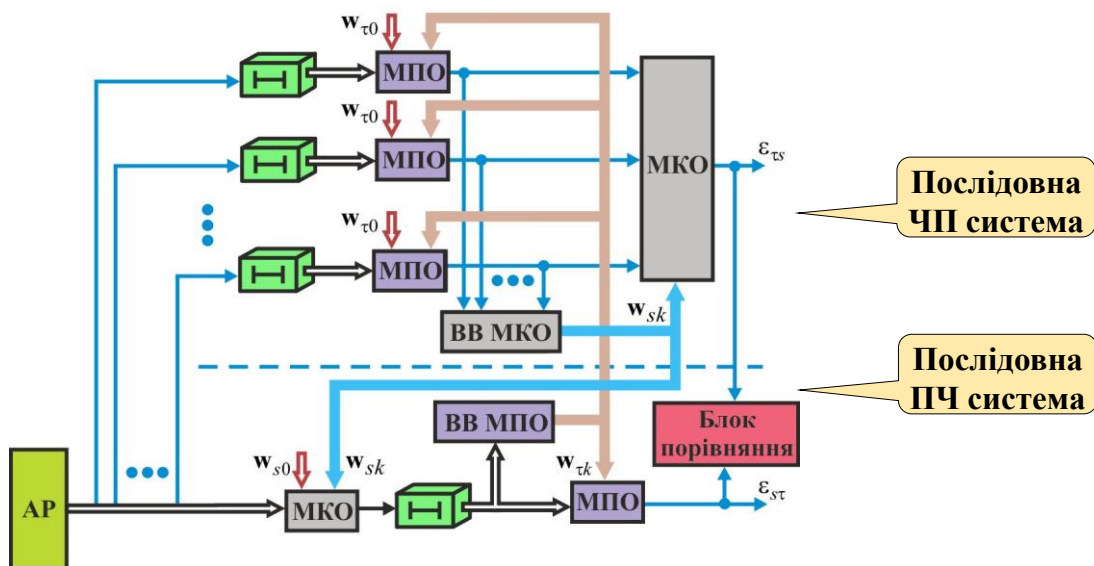 w_τ0
МПО
w_τ0
МПО
МКО
ε_τs
Послідовна
ЧП система
w_τ0
МПО
w_sk
ВВ МКО
Послідовна
ПЧ система
ВВ МПО
Блок
порівняння
w_s0
w_sk
w_τk
ε_sτ
АР
МКО
МПО